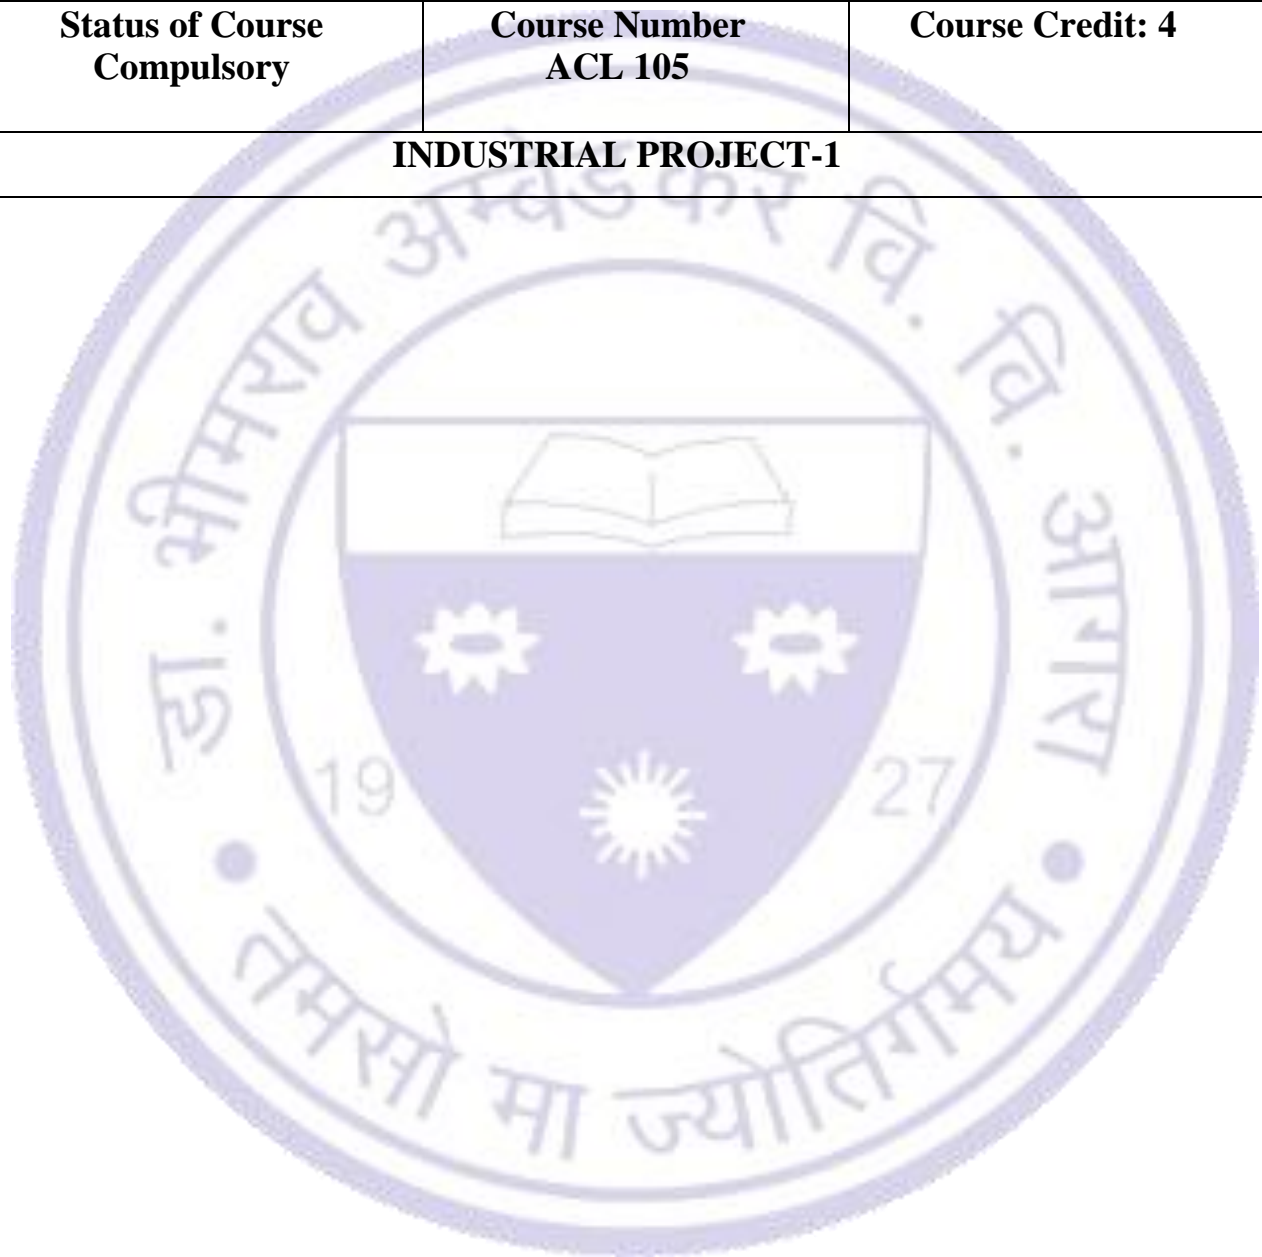 Status of Course Course Number Course Credit: 4
Compulsory ACL 105
INDUSTRIAL PROJECT-1
डा. भीमराव अम्बेडकर वि. वि. आगरा
19 27
तमसो मा ज्योतिर्गमय